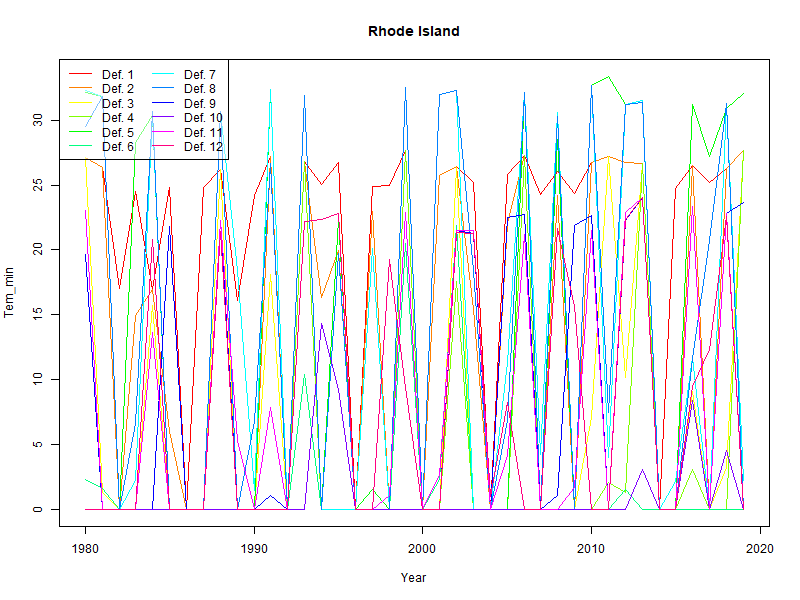 Rhode Island
Def. 1 Def. 7
Def. 2 Def. 8
Def. 3 Def. 9
Def. 4 Def. 10
Def. 5 Def. 11
Def. 6 Def. 12
30
25
20
15
10
5
0
Tem_min
1980 1990 2000 2010 2020
Year